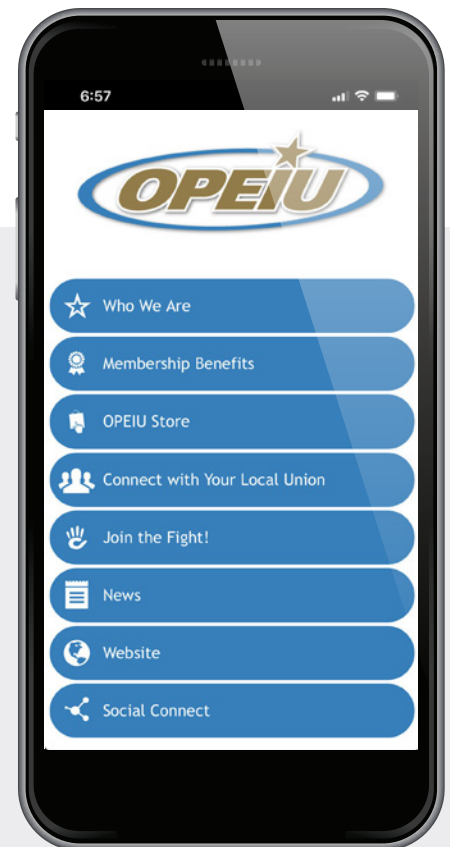 6:57
OPEIU
Who We Are
Membership Benefits
OPEIU Store
Connect with Your Local Union
Join the Fight!
News
Website
Social Connect